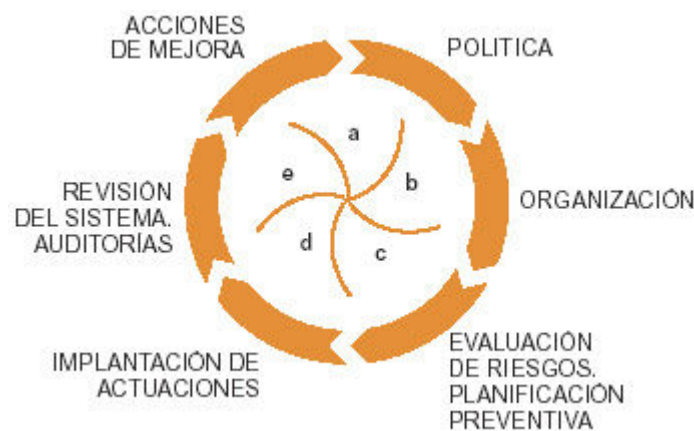 ACCIONES
DE MEJORA
POLITICA
a
b
c
d
e
ORGANIZACIÓN
EVALUACIÓN
DE RIESGOS.
PLANIFICACIÓN
PREVENTIVA
IMPLANTACIÓN DE
ACTUACIONES
REVISIÓN
DEL SISTEMA.
AUDITORÍAS